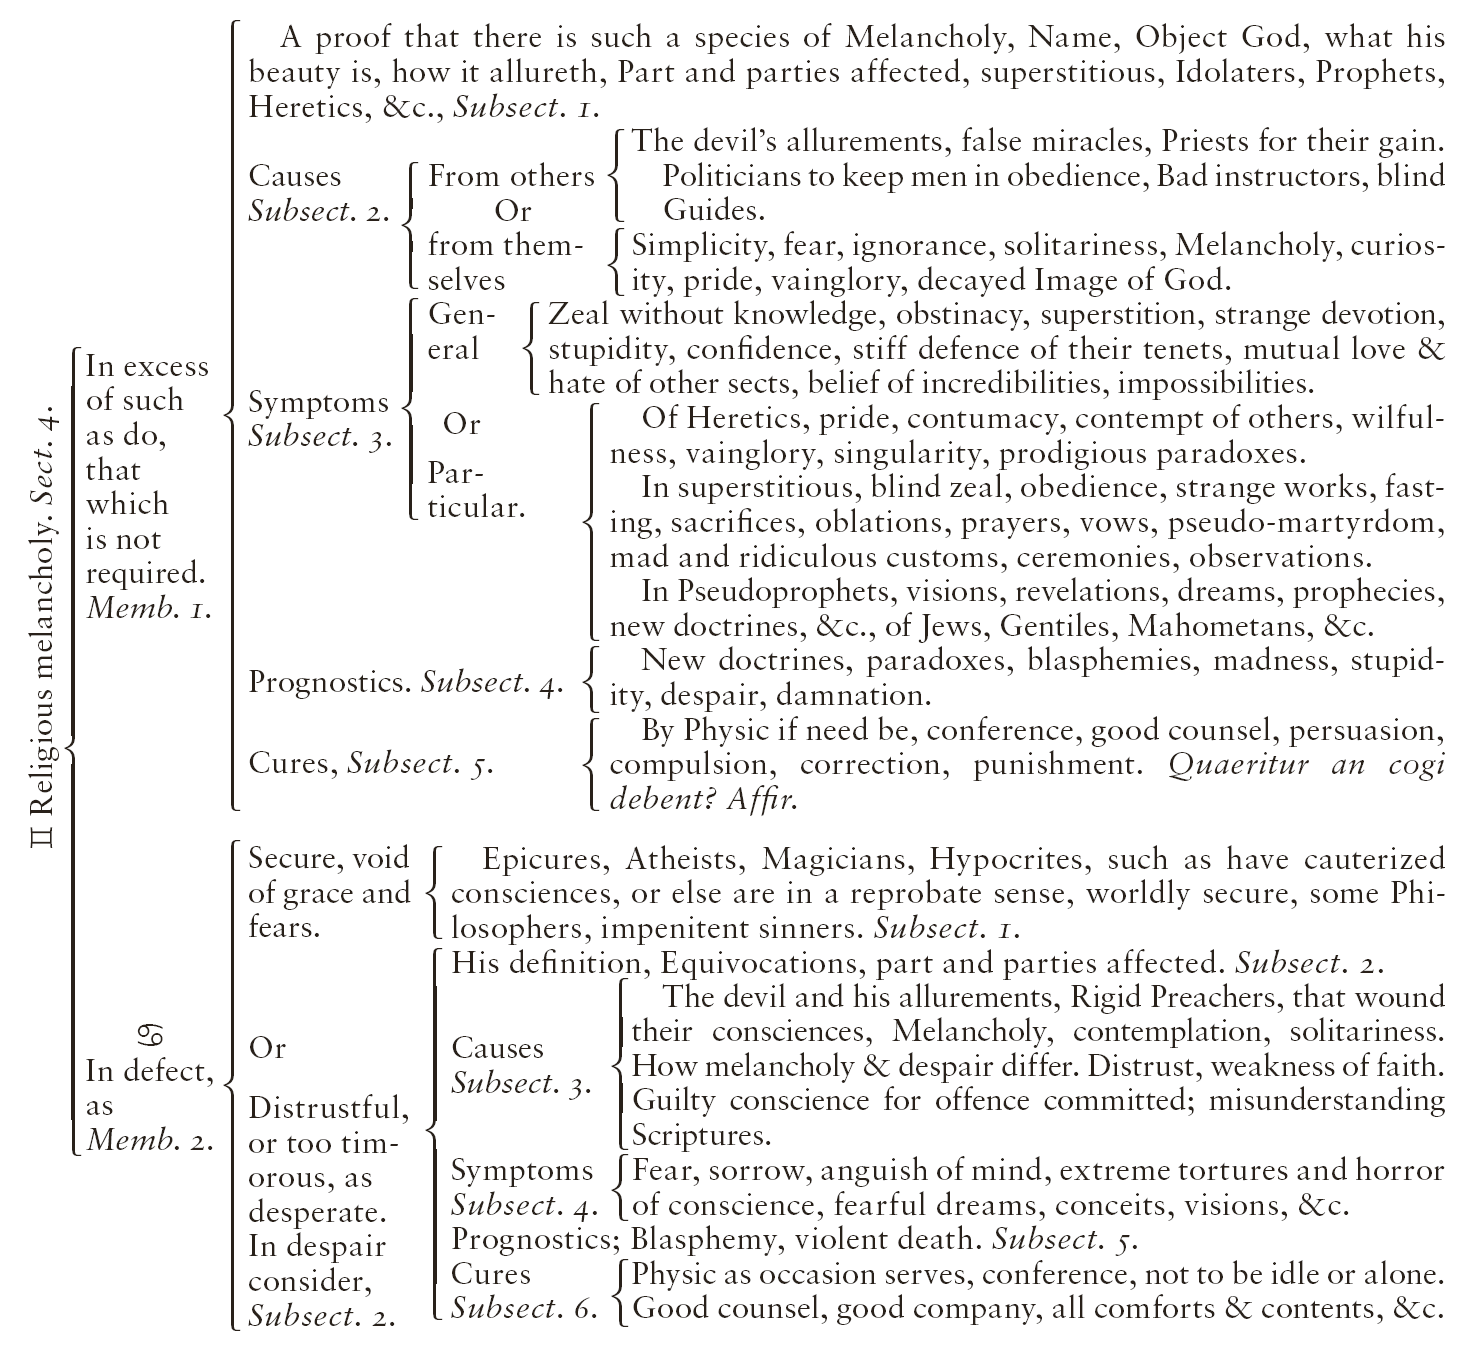 ♊ Religious melancholy. Sect. 4.
In excess
of such
as do,
that
which
is not
required.
Memb. 1.
A proof that there is such a species of Melancholy, Name, Object God, what his
beauty is, how it allureth, Part and parties affected, superstitious, Idolaters, Prophets,
Heretics, &c., Subsect. 1.
Causes
Subsect. 2.
From others
Or
from them-
selves
The devil's allurements, false miracles, Priests for their gain.
Politicians to keep men in obedience, Bad instructors, blind
Guides.
Simplicity, fear, ignorance, solitariness, Melancholy, curios-
ity, pride, vainglory, decayed Image of God.
Symptoms
Subsect. 3.
Gen-
eral
Zeal without knowledge, obstinacy, superstition, strange devotion,
stupidity, confidence, stiff defence of their tenets, mutual love &
hate of other sects, belief of incredibilities, impossibilities.
Or
Par-
ticular.
Of Heretics, pride, contumacy, contempt of others, wilful-
ness, vainglory, singularity, prodigious paradoxes.
In superstitious, blind zeal, obedience, strange works, fast-
ing, sacrifices, oblations, prayers, vows, pseudo-martyrdom,
mad and ridiculous customs, ceremonies, observations.
In Pseudoprophets, visions, revelations, dreams, prophecies,
new doctrines, &c., of Jews, Gentiles, Mahometans, &c.
Prognostics. Subsect. 4.
New doctrines, paradoxes, blasphemies, madness, stupid-
ity, despair, damnation.
Cures, Subsect. 5.
By Physic if need be, conference, good counsel, persuasion,
compulsion, correction, punishment. Quaeritur an cogi
debent? Affir.
♋
In defect,
as
Memb. 2.
Secure, void
of grace and
fears.
Epicures, Atheists, Magicians, Hypocrites, such as have cauterized
consciences, or else are in a reprobate sense, worldly secure, some Phi-
losophers, impenitent sinners. Subsect. 1.
Or
Distrustful,
or too tim-
orous, as
desperate.
In despair
consider,
Subsect. 2.
His definition, Equivocations, part and parties affected. Subsect. 2.
Causes
Subsect. 3.
The devil and his allurements, Rigid Preachers, that wound
their consciences, Melancholy, contemplation, solitariness.
How melancholy & despair differ. Distrust, weakness of faith.
Guilty conscience for offence committed; misunderstanding
Scriptures.
Symptoms
Subsect. 4.
Fear, sorrow, anguish of mind, extreme tortures and horror
of conscience, fearful dreams, conceits, visions, &c.
Prognostics; Blasphemy, violent death. Subsect. 5.
Cures
Subsect. 6.
Physic as occasion serves, conference, not to be idle or alone.
Good counsel, good company, all comforts & contents, &c.